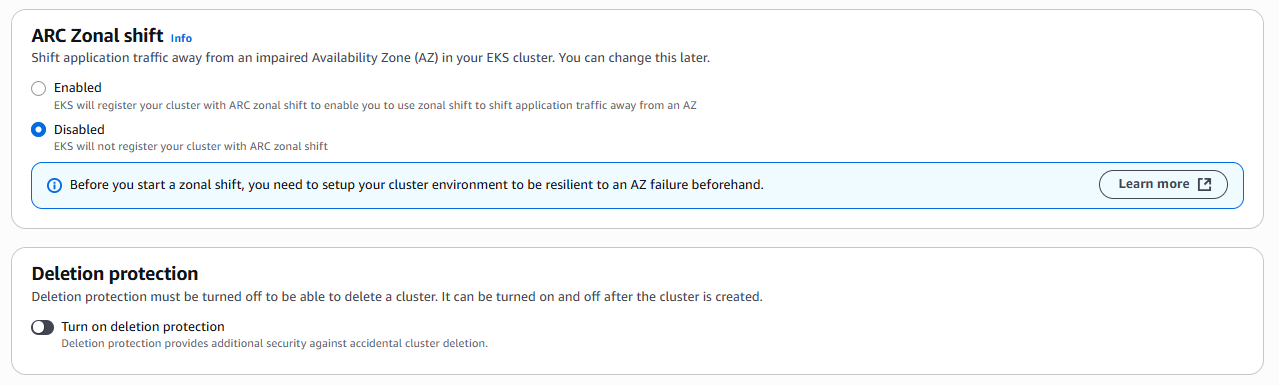 ARC Zonal shift Info
Shift application traffic away from an impaired Availability Zone (AZ) in your EKS cluster. You can change this later.
Enabled
EKS will register your cluster with ARC zonal shift to enable you to use zonal shift to shift application traffic away from an AZ
Disabled
EKS will not register your cluster with ARC zonal shift
Before you start a zonal shift, you need to setup your cluster environment to be resilient to an AZ failure beforehand. Learn more
Deletion protection
Deletion protection must be turned off to be able to delete a cluster. It can be turned on and off after the cluster is created.
Turn on deletion protection
Deletion protection provides additional security against accidental cluster deletion.